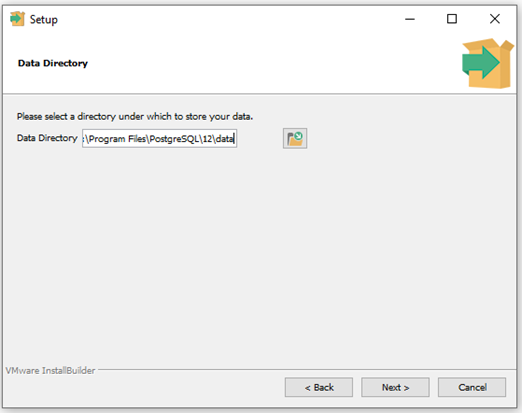 Setup
Data Directory
Please select a directory under which to store your data.
Data Directory :\Program Files\PostgreSQL\12\data
VMware InstallBuilder
< Back Next > Cancel